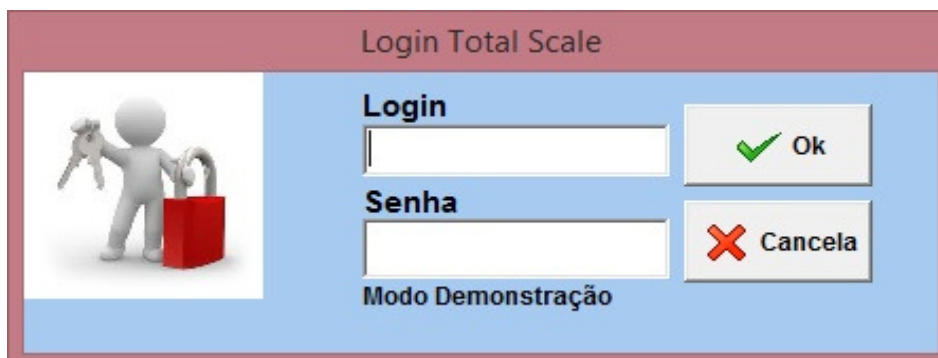 Login Total Scale
Login
Ok
Senha
Cancela
Modo Demonstração